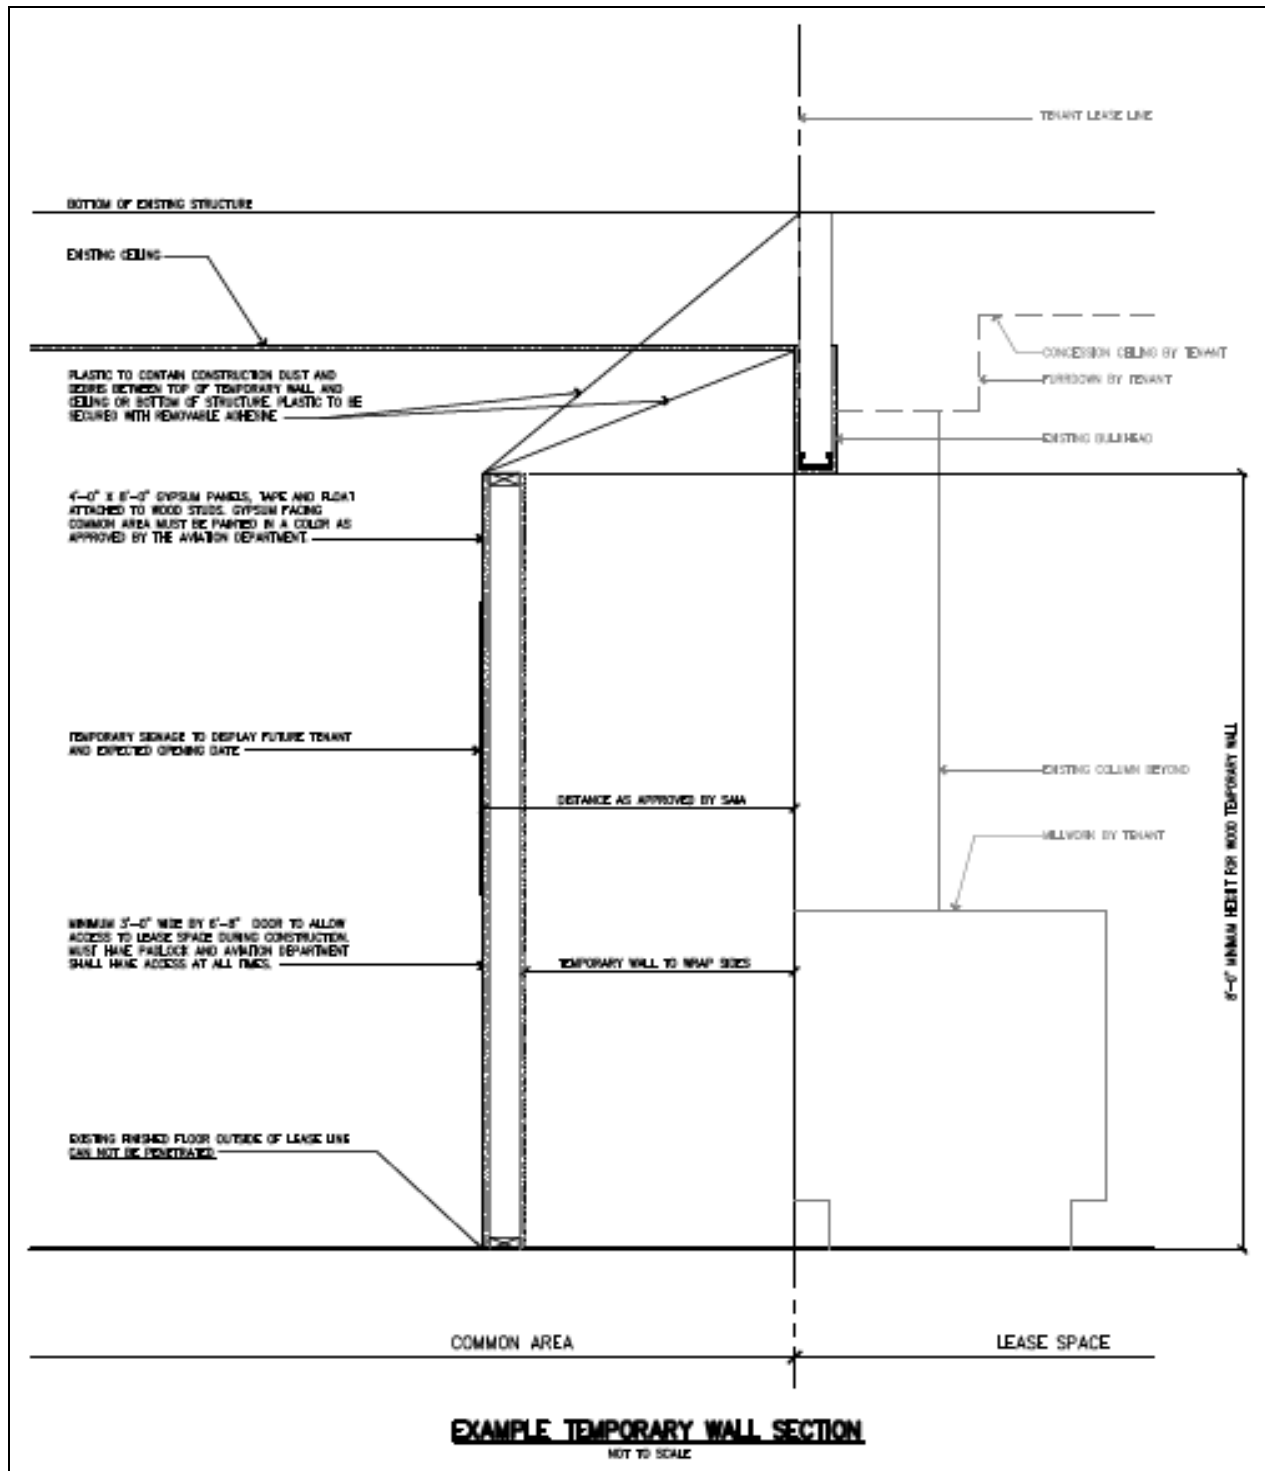 TENANT LEASE LINE
BOTTOM OF EXISTING STRUCTURE
EXISTING CEILING
CONCESSION CEILING BY TENANT
FURRDOWN BY TENANT
EXISTING BULKHEAD
PLASTIC TO CONTAIN CONSTRUCTION DUST AND
DEBRIS BETWEEN TOP OF TEMPORARY WALL AND
CEILING OR BOTTOM OF STRUCTURE. PLASTIC TO BE
SECURED WITH REMOVABLE ADHESIVE
4'-0" X 8'-0" GYPSUM PANELS, TAPE AND FLOAT
ATTACHED TO WOOD STUDS. GYPSUM FACING
COMMON AREA MUST BE PAINTED IN A COLOR AS
APPROVED BY THE AVIATION DEPARTMENT.
TEMPORARY SIGNAGE TO DISPLAY FUTURE TENANT
AND EXPECTED OPENING DATE
EXISTING COLUMN BEYOND
DISTANCE AS APPROVED BY SAIA
MILLWORK BY TENANT
8'-0" MINIMUM HEIGHT FOR WOOD TEMPORARY WALL
MINIMUM 3'-0" WIDE BY 6'-8" DOOR TO ALLOW
ACCESS TO LEASE SPACE DURING CONSTRUCTION.
MUST HAVE PADLOCK AND AVIATION DEPARTMENT
SHALL HAVE ACCESS AT ALL TIMES.
TEMPORARY WALL TO WRAP SIDES
EXISTING FINISHED FLOOR OUTSIDE OF LEASE LINE
CAN NOT BE PENETRATED
COMMON AREA
LEASE SPACE
EXAMPLE TEMPORARY WALL SECTION
NOT TO SCALE